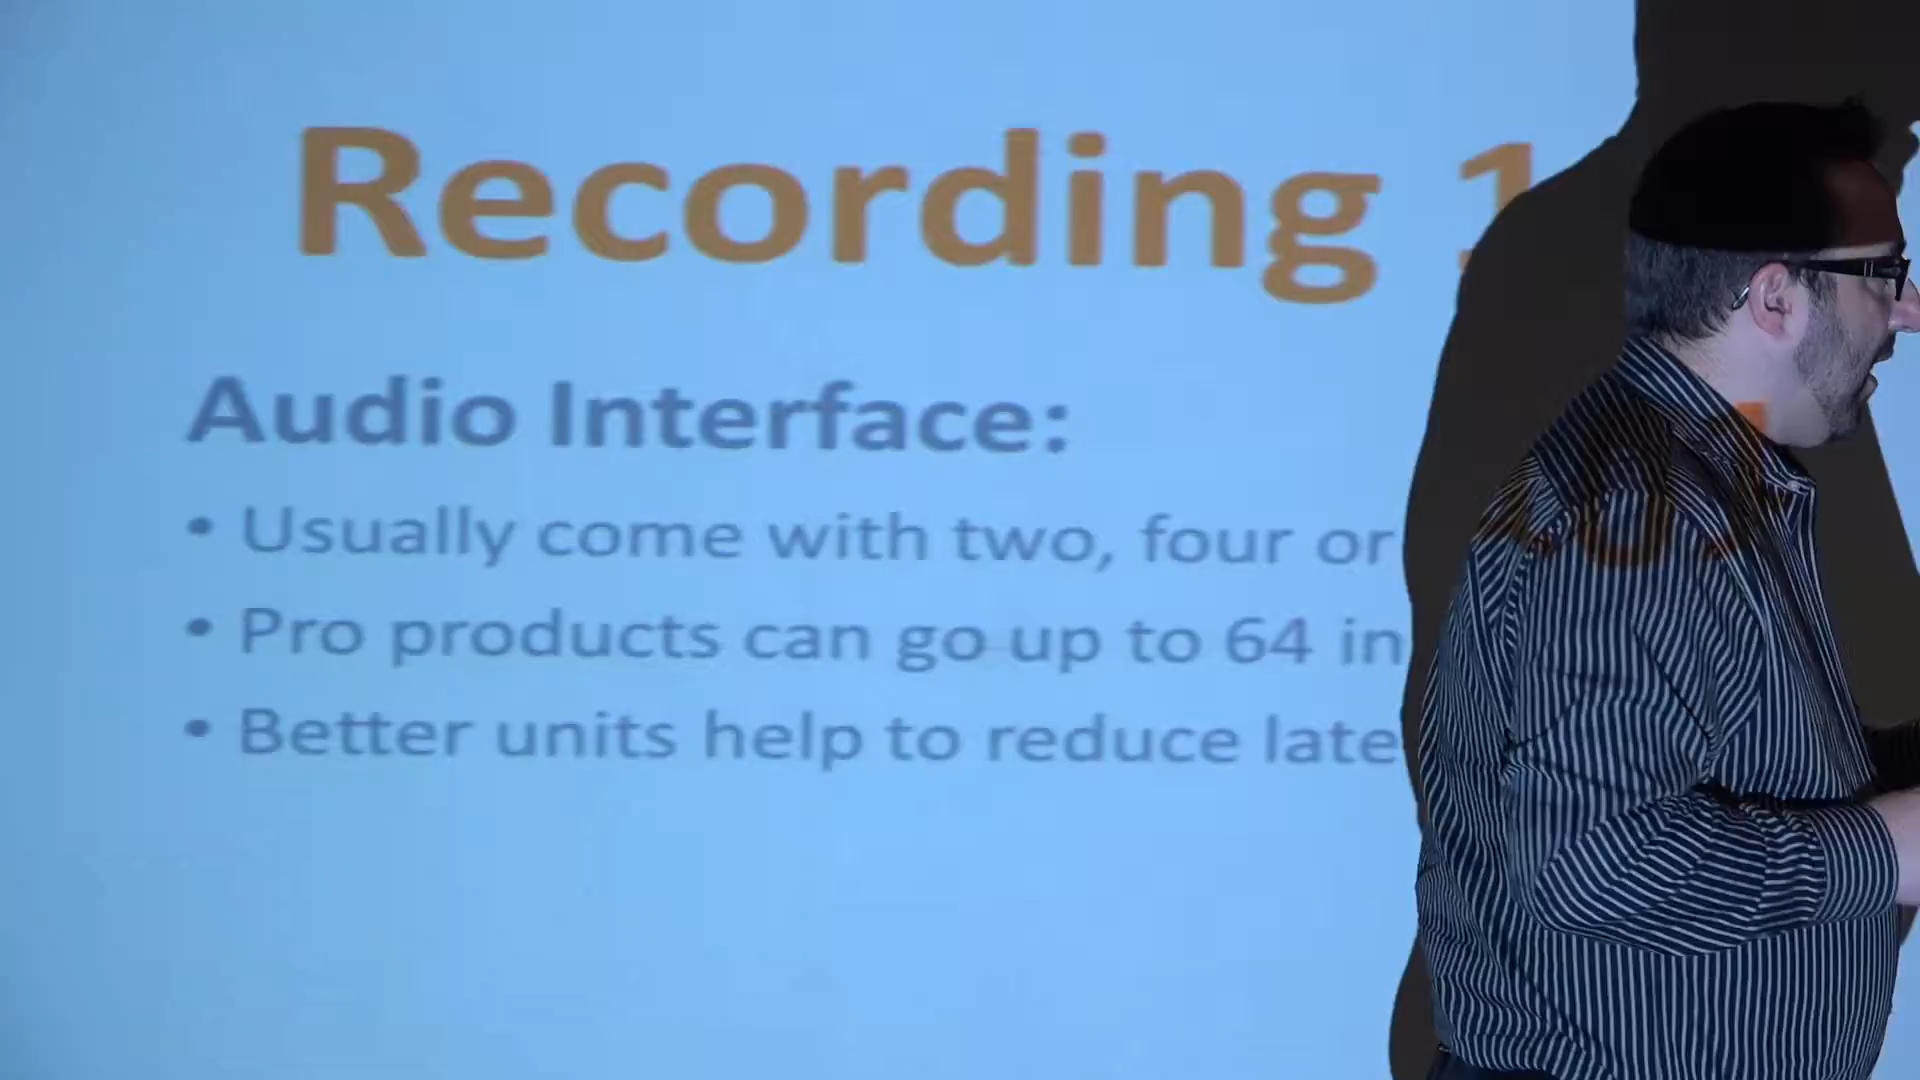 Recording 1
Audio Interface:
• Usually come with two, four or
• Pro products can go up to 64 in
• Better units help to reduce late